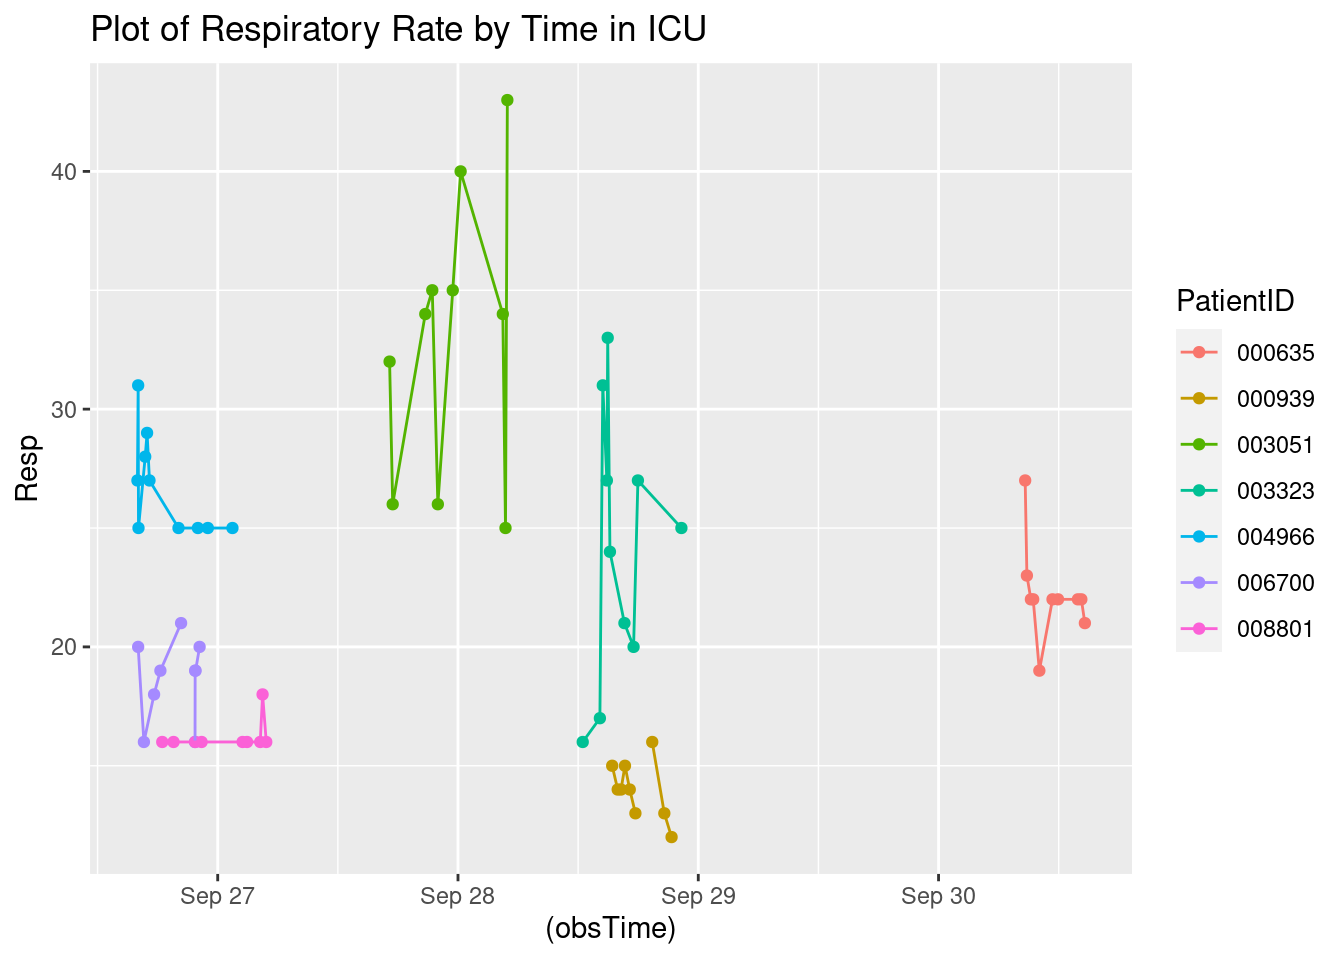 Plot of Respiratory Rate by Time in ICU
40
30
20
Resp
Sep 27
Sep 28
Sep 29
Sep 30
(obsTime)
PatientID
000635
000939
003051
003323
004966
006700
008801